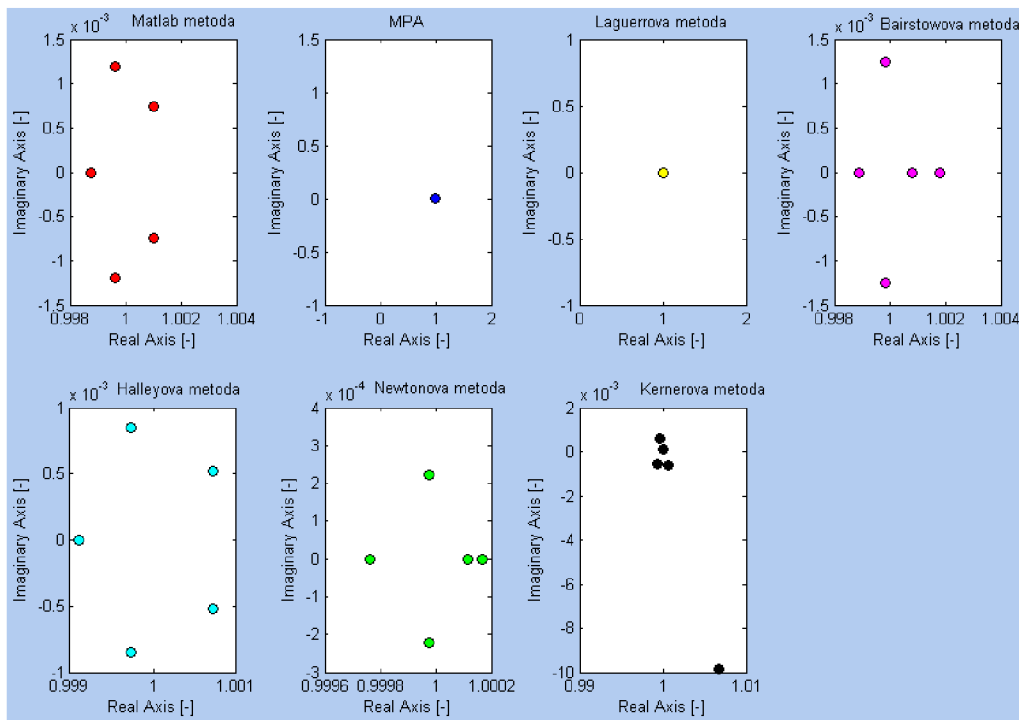 x 10⁻³ Matlab metoda
1.5
1
0.5
0
-0.5
-1
-1.5
0.998 1 1.002 1.004
Real Axis [-]
Imaginary Axis [-]
MPA
1.5
1
0.5
0
-0.5
-1
-1 0 1 2
Real Axis [-]
Imaginary Axis [-]
Laguerrova metoda
1
0.5
0
-0.5
-1
0 1 2
Real Axis [-]
Imaginary Axis [-]
x 10⁻³ Bairstowova metoda
1.5
1
0.5
0
-0.5
-1
-1.5
0.998 1 1.002 1.004
Real Axis [-]
Imaginary Axis [-]
x 10⁻³ Halleyova metoda
1
0.5
0
-0.5
-1
0.999 1 1.001
Real Axis [-]
Imaginary Axis [-]
x 10⁻⁴ Newtonova metoda
4
3
2
1
0
-1
-2
-3
0.9996 0.9998 1 1.0002
Real Axis [-]
Imaginary Axis [-]
x 10⁻³ Kernerova metoda
2
0
-2
-4
-6
-8
-10
0.99 1 1.01
Real Axis [-]
Imaginary Axis [-]